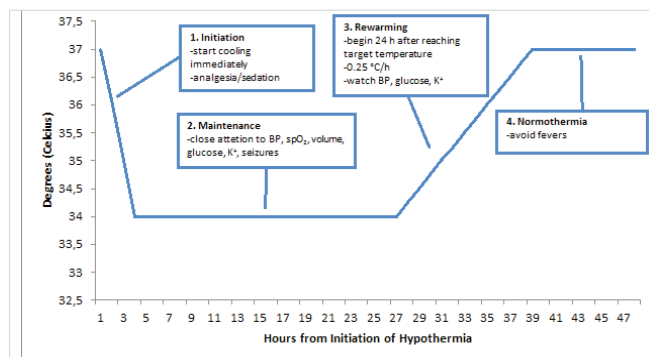 37,5
37
36,5
36
35,5
35
34,5
34
33,5
33
32,5
Degrees (Celcius)
1. Initiation
-start cooling
immediately
-analgesia/sedation
2. Maintenance
-close attetion to BP, spO₂, volume,
glucose, K⁺, seizures
3. Rewarming
-begin 24 h after reaching
target temperature
-0.25 °C/h
-watch BP, glucose, K⁺
4. Normothermia
-avoid fevers
1 3 5 7 9 11 13 15 17 19 21 23 25 27 29 31 33 35 37 39 41 43 45 47
Hours from Initiation of Hypothermia